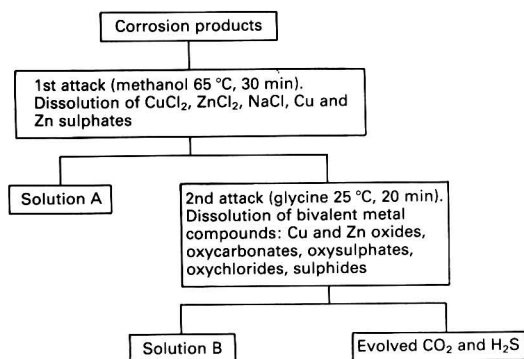 Corrosion products
1st attack (methanol 65 °C, 30 min).
Dissolution of CuCl₂, ZnCl₂, NaCl, Cu and
Zn sulphates
Solution A
2nd attack (glycine 25 °C, 20 min).
Dissolution of bivalent metal
compounds: Cu and Zn oxides,
oxycarbonates, oxysulphates,
oxychlorides, sulphides
Solution B
Evolved CO₂ and H₂S